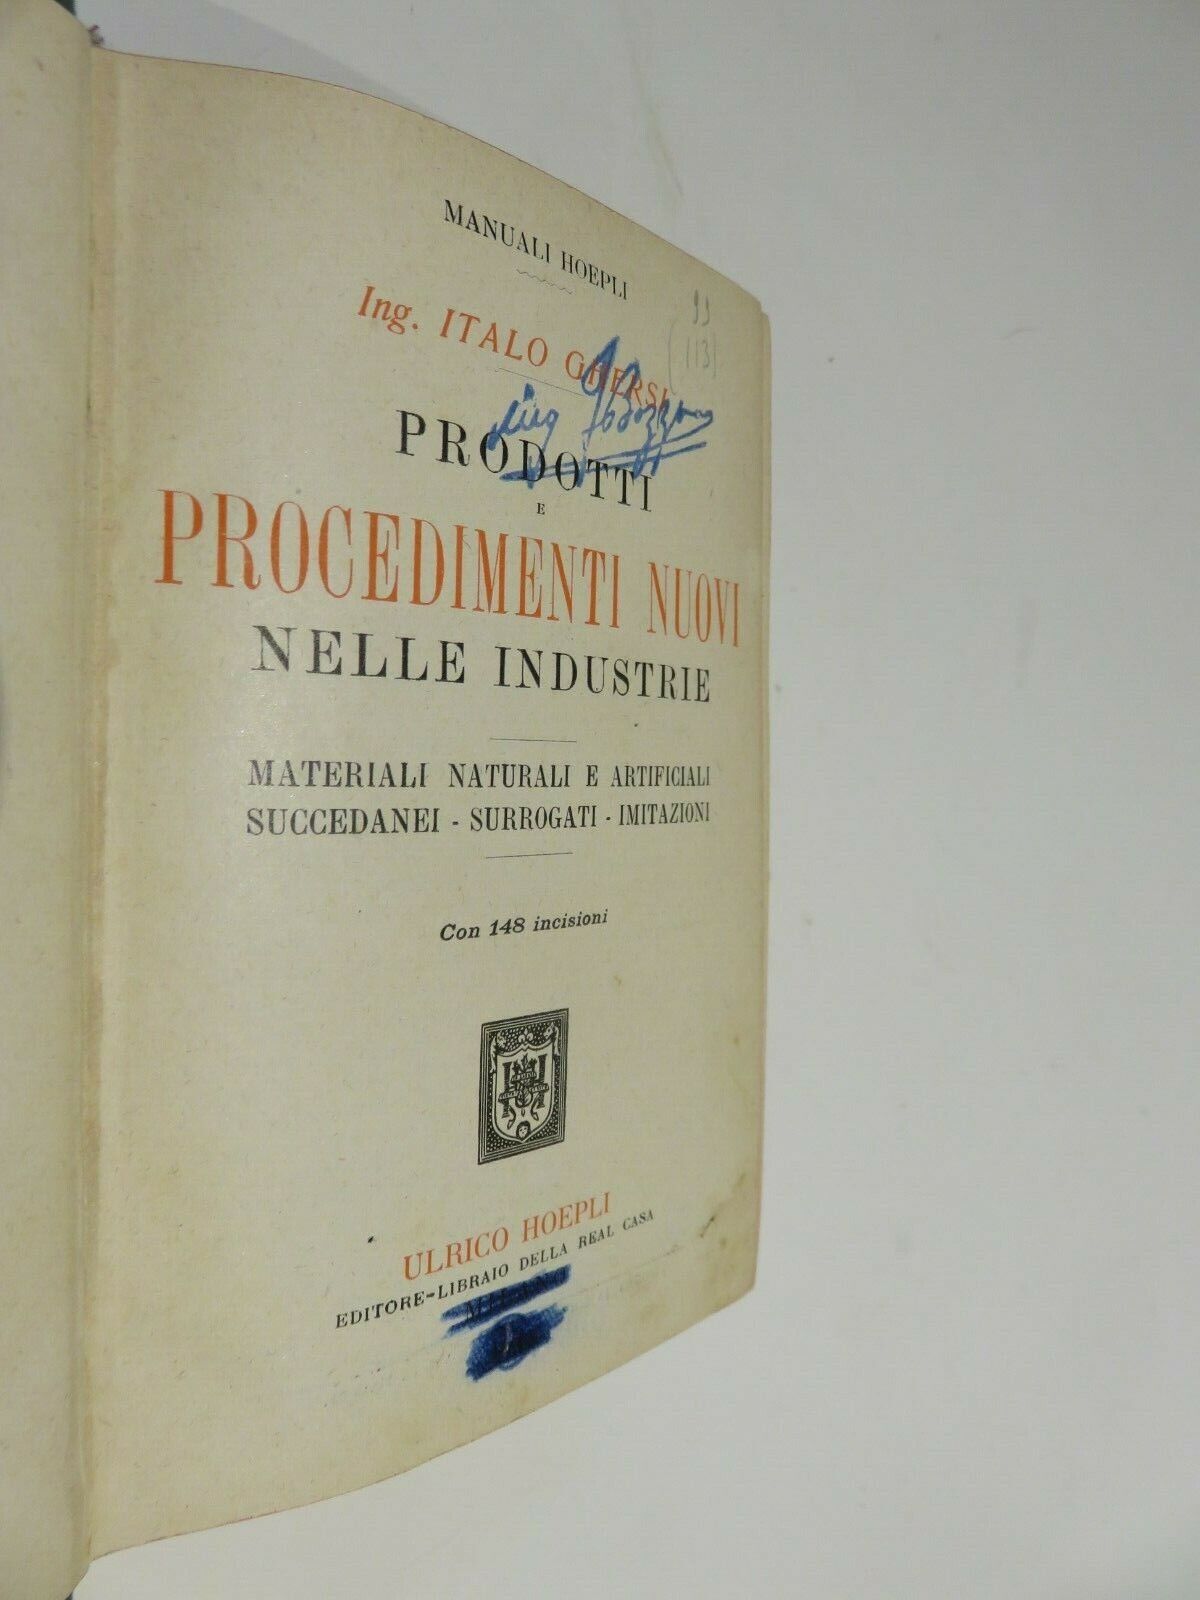 MANUALI HOEPLI
Ing. ITALO GHERSI
PRODOTTI
E
PROCEDIMENTI NUOVI
NELLE INDUSTRIE
MATERIALI NATURALI E ARTIFICIALI
SUCCEDANEI - SURROGATI - IMITAZIONI
Con 148 incisioni
ULRICO HOEPLI
EDITORE-LIBRAIO DELLA REAL CASA
MILANO